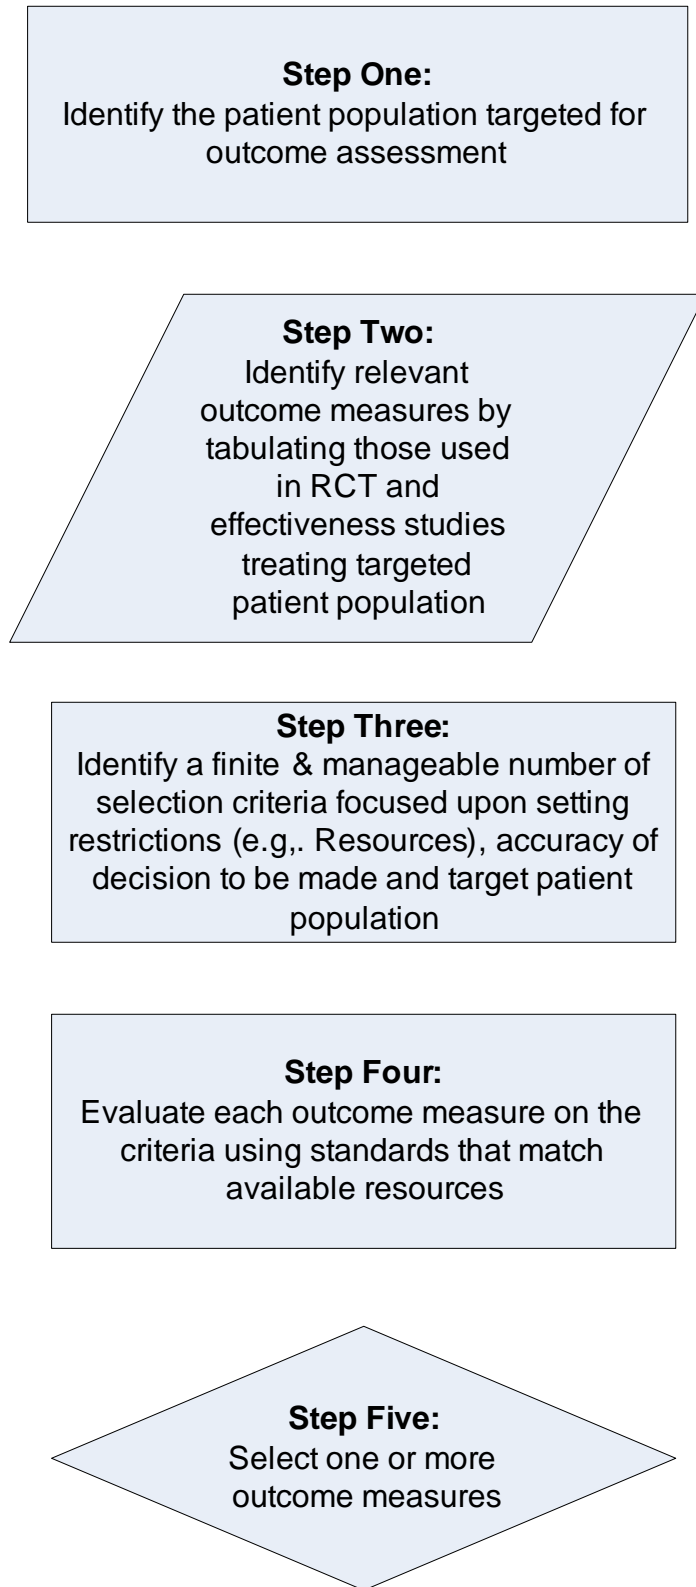 Step One:
Identify the patient population targeted for
outcome assessment
Step Two:
Identify relevant
outcome measures by
tabulating those used
in RCT and
effectiveness studies
treating targeted
patient population
Step Three:
Identify a finite & manageable number of
selection criteria focused upon setting
restrictions (e.g,. Resources), accuracy of
decision to be made and target patient
population
Step Four:
Evaluate each outcome measure on the
criteria using standards that match
available resources
Step Five:
Select one or more
outcome measures